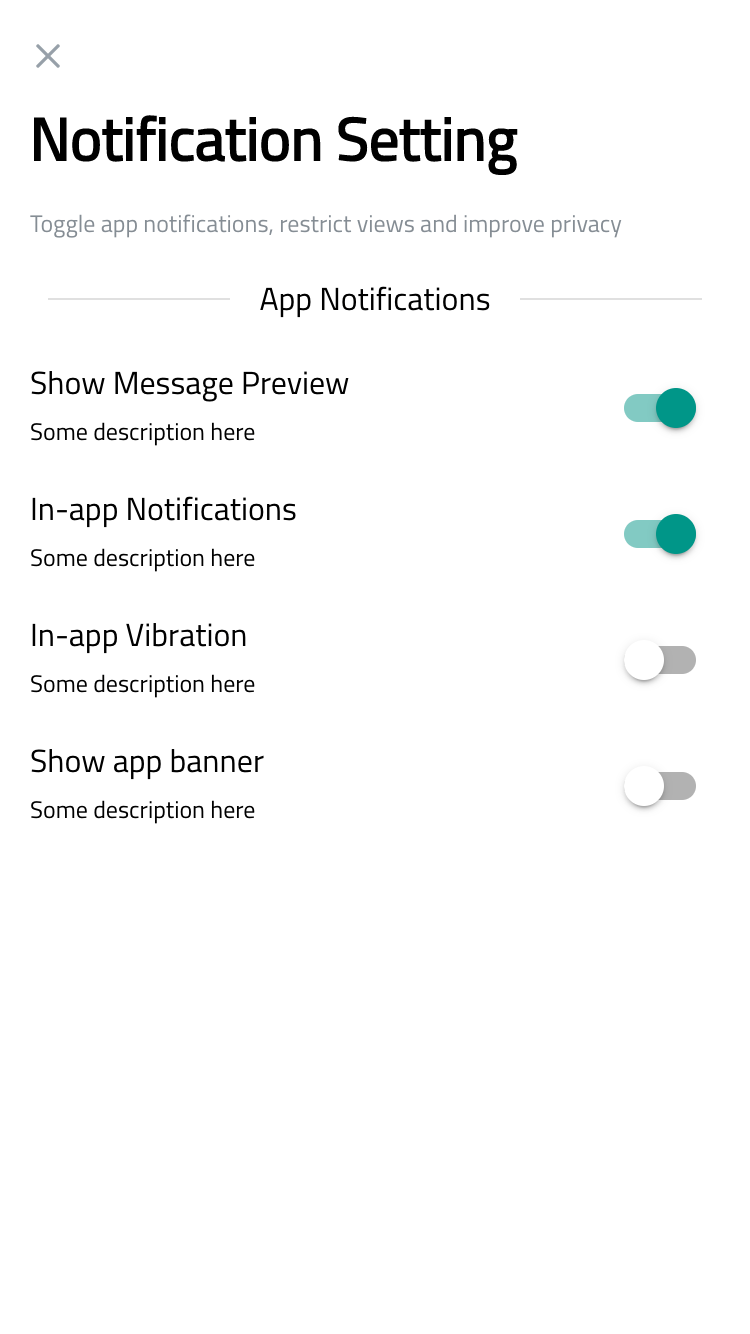 Notification Setting
Toggle app notifications, restrict views and improve privacy
App Notifications
Show Message Preview
Some description here
In-app Notifications
Some description here
In-app Vibration
Some description here
Show app banner
Some description here